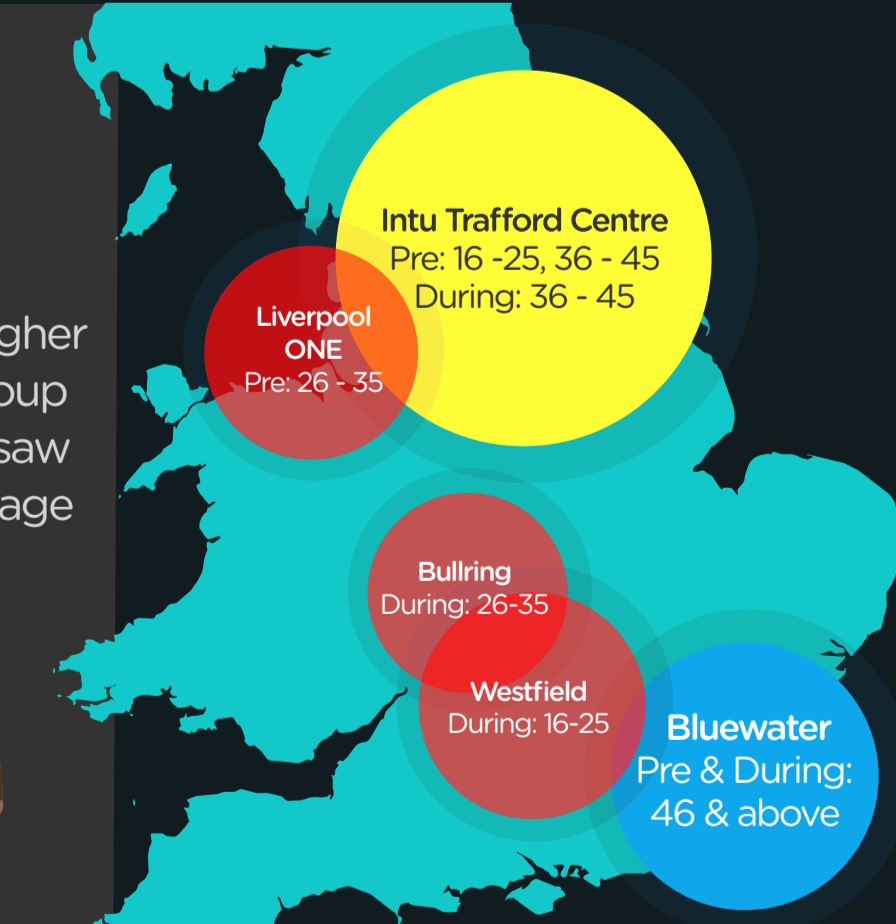 gher
oup
saw
age
Intu Trafford Centre
Pre: 16 -25, 36 - 45
During: 36 - 45
Liverpool
ONE
Pre: 26 - 35
Bullring
During: 26-35
Westfield
During: 16-25
Bluewater
Pre & During:
46 & above